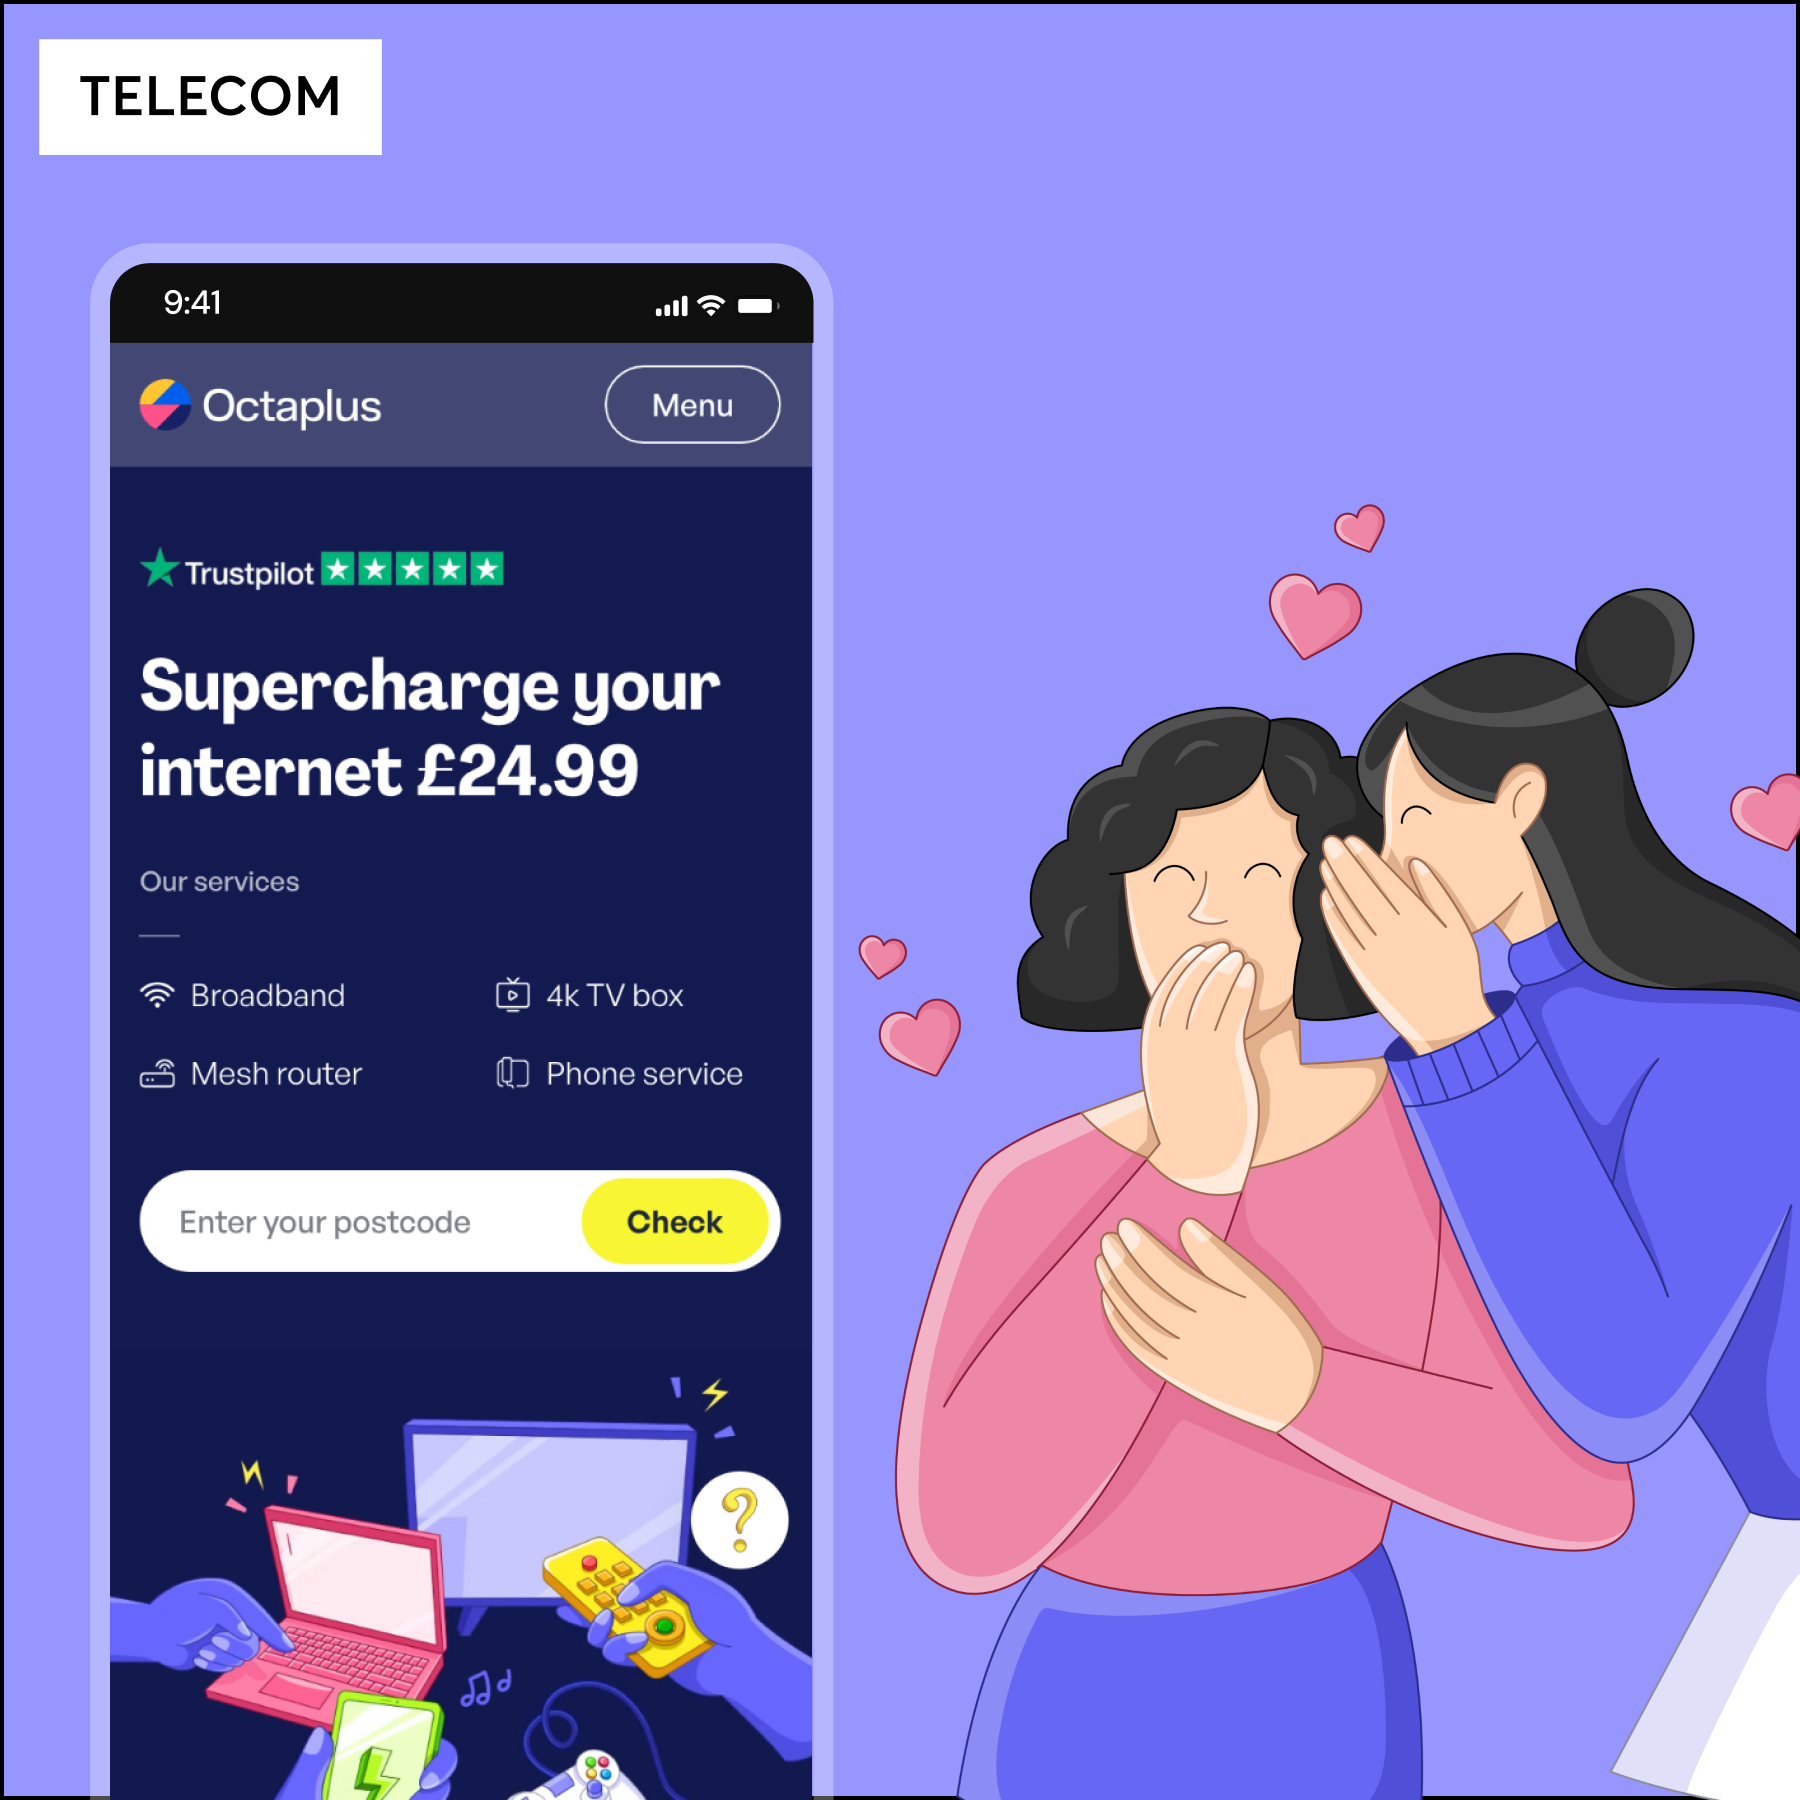 TELECOM
9:41
Octaplus
Menu
Trustpilot
Supercharge your
internet £24.99
Our services
Broadband
4k TV box
Mesh router
Phone service
Enter your postcode
Check
?